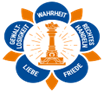 WAHRHEIT
RECHTES
HANDELN
FRIEDE
LIEBE
GEWALT-
LOSIGKEIT